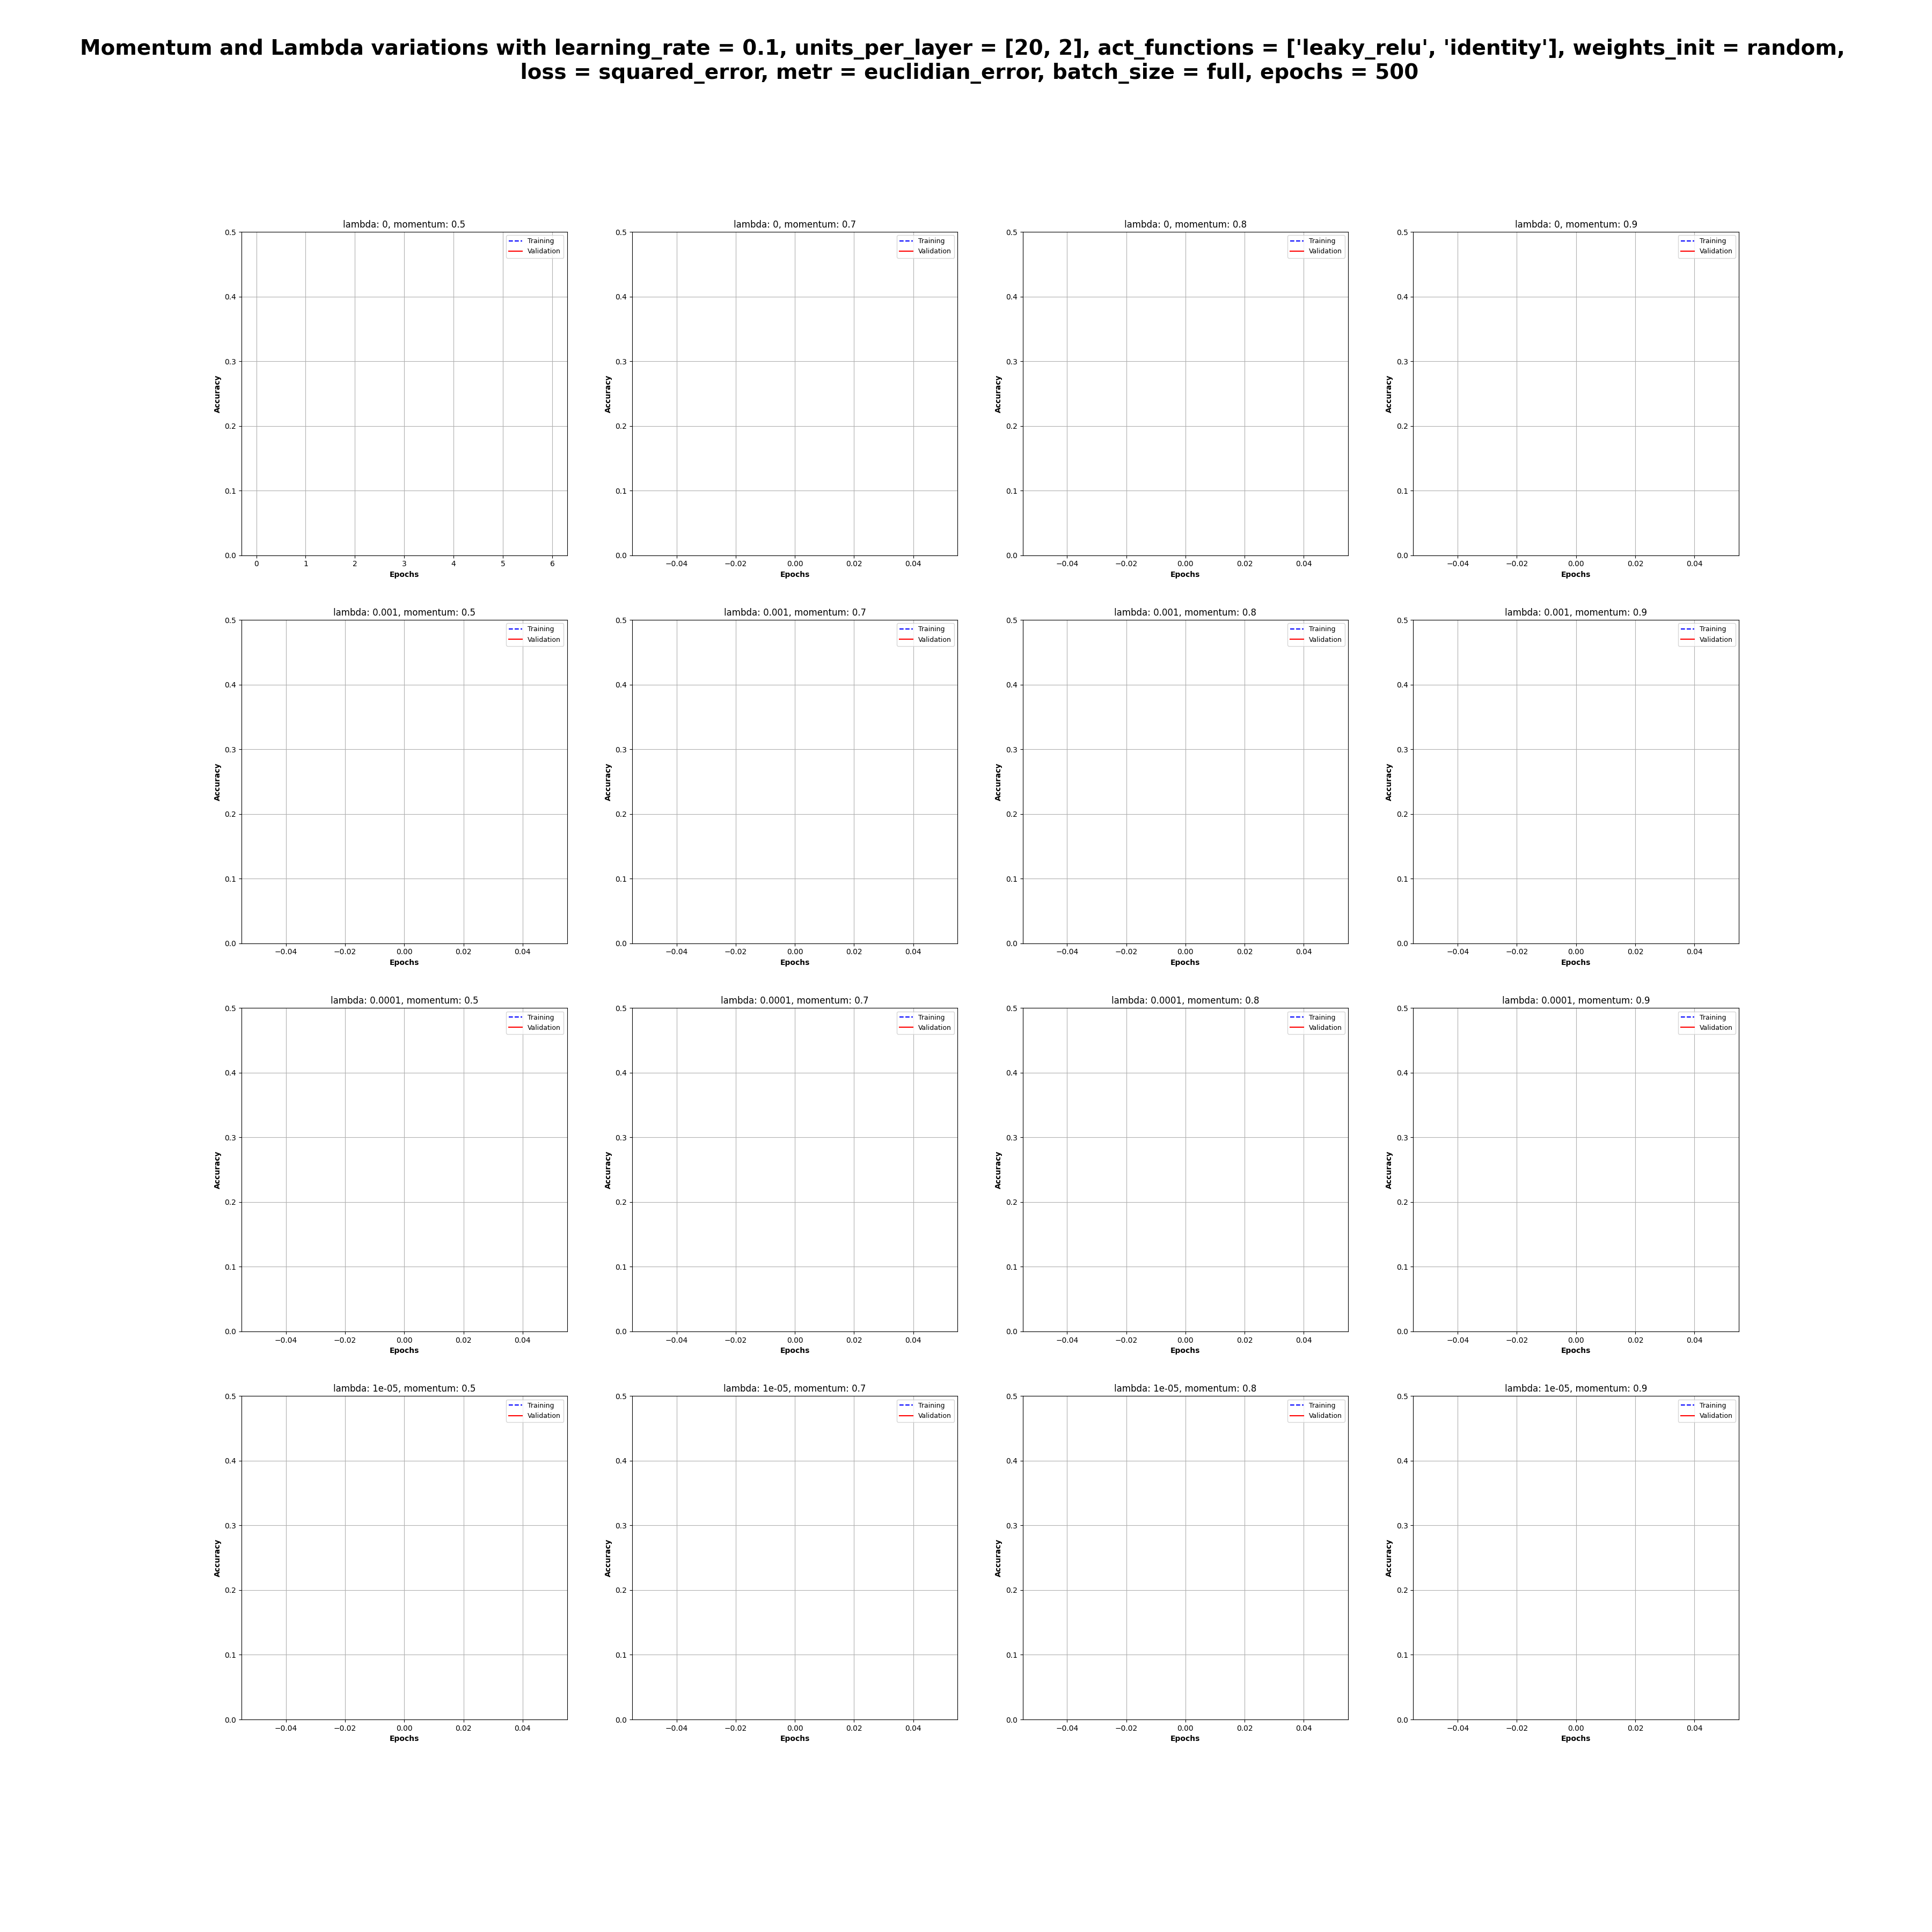 Momentum and Lambda variations with learning_rate = 0.1, units_per_layer = [20, 2], act_functions = ['leaky_relu', 'identity'], weights_init = random,
loss = squared_error, metr = euclidian_error, batch_size = full, epochs = 500
lambda: 0, momentum: 0.5
Training
Validation
0.5
0.4
0.3
0.2
0.1
0.0
Accuracy
0 1 2 3 4 5 6
Epochs
lambda: 0, momentum: 0.7
Training
Validation
0.5
0.4
0.3
0.2
0.1
0.0
Accuracy
−0.04 −0.02 0.00 0.02 0.04
Epochs
lambda: 0, momentum: 0.8
Training
Validation
0.5
0.4
0.3
0.2
0.1
0.0
Accuracy
−0.04 −0.02 0.00 0.02 0.04
Epochs
lambda: 0, momentum: 0.9
Training
Validation
0.5
0.4
0.3
0.2
0.1
0.0
Accuracy
−0.04 −0.02 0.00 0.02 0.04
Epochs
lambda: 0.001, momentum: 0.5
Training
Validation
0.5
0.4
0.3
0.2
0.1
0.0
Accuracy
−0.04 −0.02 0.00 0.02 0.04
Epochs
lambda: 0.001, momentum: 0.7
Training
Validation
0.5
0.4
0.3
0.2
0.1
0.0
Accuracy
−0.04 −0.02 0.00 0.02 0.04
Epochs
lambda: 0.001, momentum: 0.8
Training
Validation
0.5
0.4
0.3
0.2
0.1
0.0
Accuracy
−0.04 −0.02 0.00 0.02 0.04
Epochs
lambda: 0.001, momentum: 0.9
Training
Validation
0.5
0.4
0.3
0.2
0.1
0.0
Accuracy
−0.04 −0.02 0.00 0.02 0.04
Epochs
lambda: 0.0001, momentum: 0.5
Training
Validation
0.5
0.4
0.3
0.2
0.1
0.0
Accuracy
−0.04 −0.02 0.00 0.02 0.04
Epochs
lambda: 0.0001, momentum: 0.7
Training
Validation
0.5
0.4
0.3
0.2
0.1
0.0
Accuracy
−0.04 −0.02 0.00 0.02 0.04
Epochs
lambda: 0.0001, momentum: 0.8
Training
Validation
0.5
0.4
0.3
0.2
0.1
0.0
Accuracy
−0.04 −0.02 0.00 0.02 0.04
Epochs
lambda: 0.0001, momentum: 0.9
Training
Validation
0.5
0.4
0.3
0.2
0.1
0.0
Accuracy
−0.04 −0.02 0.00 0.02 0.04
Epochs
lambda: 1e-05, momentum: 0.5
Training
Validation
0.5
0.4
0.3
0.2
0.1
0.0
Accuracy
−0.04 −0.02 0.00 0.02 0.04
Epochs
lambda: 1e-05, momentum: 0.7
Training
Validation
0.5
0.4
0.3
0.2
0.1
0.0
Accuracy
−0.04 −0.02 0.00 0.02 0.04
Epochs
lambda: 1e-05, momentum: 0.8
Training
Validation
0.5
0.4
0.3
0.2
0.1
0.0
Accuracy
−0.04 −0.02 0.00 0.02 0.04
Epochs
lambda: 1e-05, momentum: 0.9
Training
Validation
0.5
0.4
0.3
0.2
0.1
0.0
Accuracy
−0.04 −0.02 0.00 0.02 0.04
Epochs